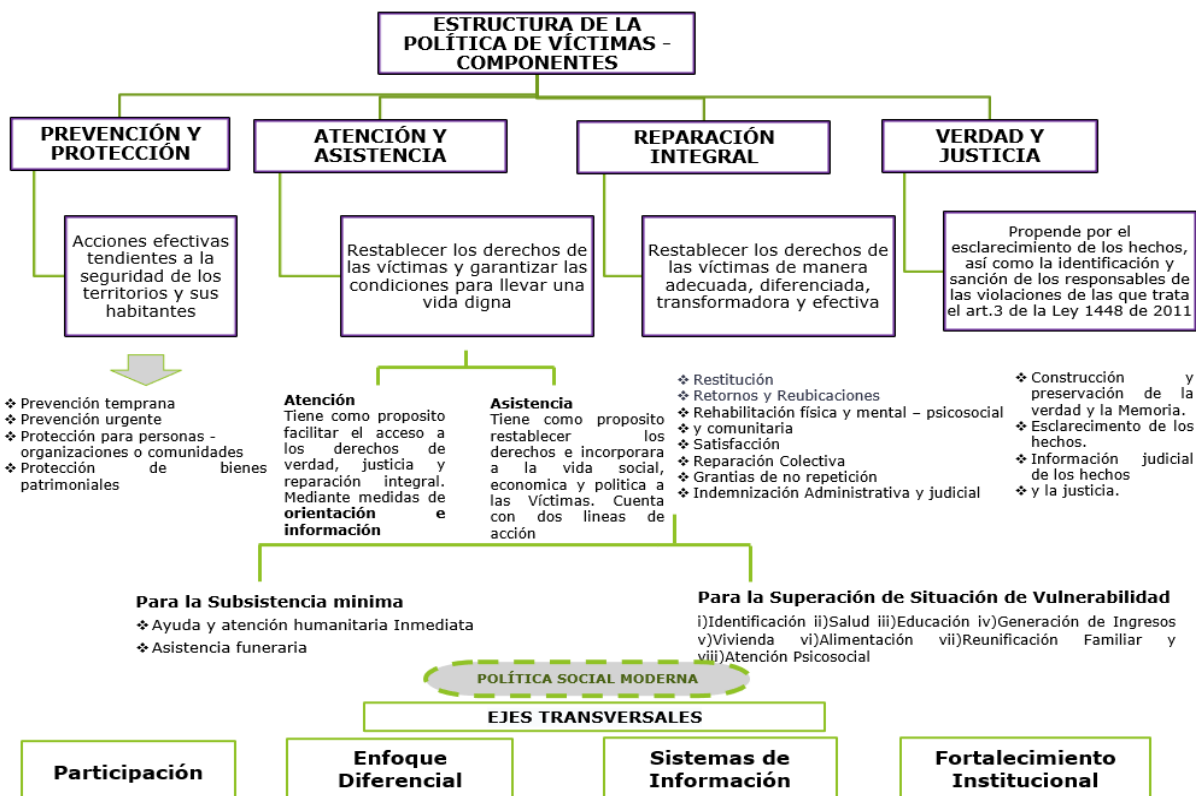 ESTRUCTURA DE LA
POLÍTICA DE VÍCTIMAS -
COMPONENTES
PREVENCIÓN Y
PROTECCIÓN
ATENCIÓN Y
ASISTENCIA
REPARACIÓN
INTEGRAL
VERDAD Y
JUSTICIA
Acciones efectivas
tendientes a la
seguridad de los
territorios y sus
habitantes
Restablecer los derechos de
las víctimas y garantizar las
condiciones para llevar una
vida digna
Restablecer los derechos de
las víctimas de manera
adecuada, diferenciada,
transformadora y efectiva
Propende por el
esclarecimiento de los hechos,
así como la identificación y
sanción de los responsables de
las violaciones de las que trata
el art.3 de la Ley 1448 de 2011
❖ Prevención temprana
❖ Prevención urgente
❖ Protección para personas -
organizaciones o comunidades
❖ Protección de bienes
patrimoniales
Atención
Tiene como proposito
facilitar el acceso a
los derechos de
verdad, justicia y
reparación integral.
Mediante medidas de
orientación e
información
Asistencia
Tiene como proposito
restablecer los
derechos e incorporara
a la vida social,
economica y politica a
las Víctimas. Cuenta
con dos lineas de
acción
❖ Restitución
❖ Retornos y Reubicaciones
❖ Rehabilitación física y mental – psicosocial
❖ y comunitaria
❖ Satisfacción
❖ Reparación Colectiva
❖ Grantias de no repetición
❖ Indemnización Administrativa y judicial
❖ Construcción y
preservación de la
verdad y la Memoria.
❖ Esclarecimento de los
hechos.
❖ Información judicial
de los hechos
❖ y la justicia.
Para la Subsistencia minima
❖ Ayuda y atención humanitaria Inmediata
❖ Asistencia funeraria
Para la Superación de Situación de Vulnerabilidad
i)Identificación ii)Salud iii)Educación iv)Generación de Ingresos
v)Vivienda vi)Alimentación vii)Reunificación Familiar y
viii)Atención Psicosocial
POLÍTICA SOCIAL MODERNA
EJES TRANSVERSALES
Participación
Enfoque
Diferencial
Sistemas de
Información
Fortalecimiento
Institucional